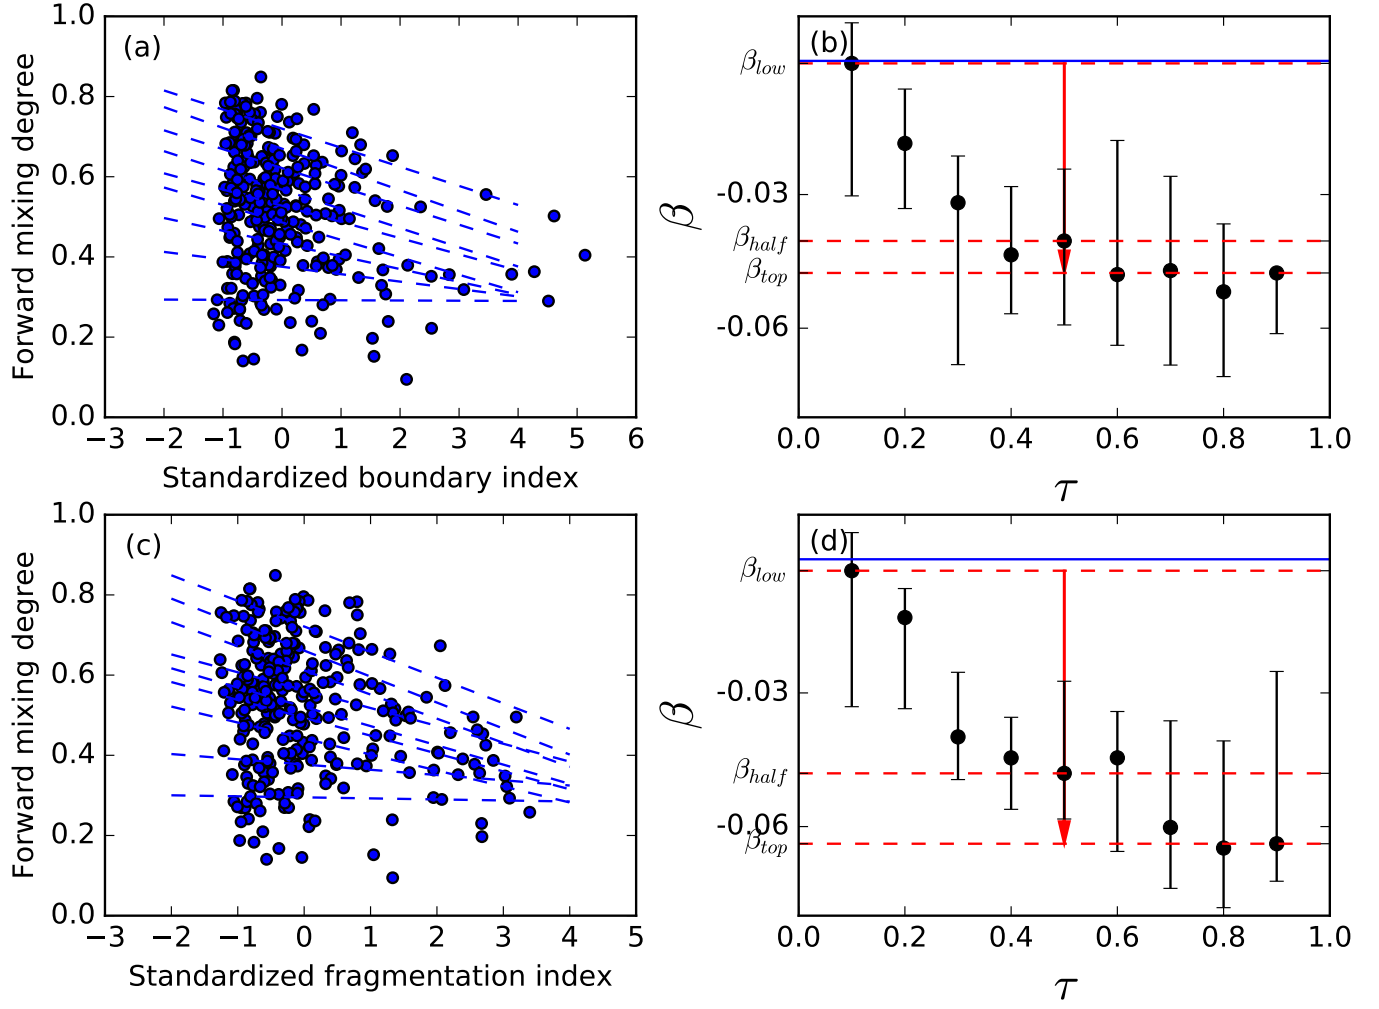 (a)
1.0
0.8
0.6
0.4
0.2
0.0
Forward mixing degree
−3 −2 −1 0 1 2 3 4 5 6
Standardized boundary index
(b)
β_low
-0.03
β_half
β_top
-0.06
β
0.0 0.2 0.4 0.6 0.8 1.0
τ
(c)
1.0
0.8
0.6
0.4
0.2
0.0
Forward mixing degree
−3 −2 −1 0 1 2 3 4 5
Standardized fragmentation index
(d)
β_low
-0.03
β_half
-0.06
β_top
β
0.0 0.2 0.4 0.6 0.8 1.0
τ